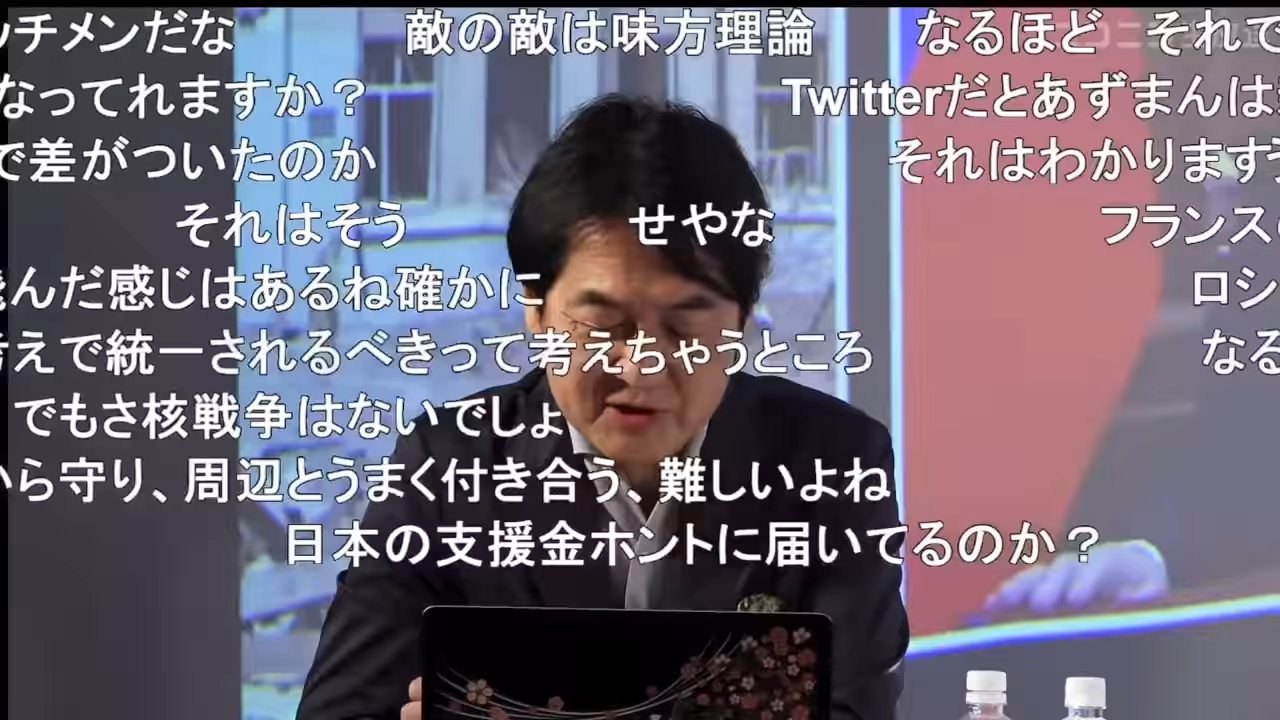 ッチメンだな 敵の敵は味方理論 なるほど それで
なってれますか？ Twitterだとあずまんは
で差がついたのか それはわかります
それはそう せやな フランス
んだ感じはあるね確かに ロシ
考えで統一されるべきって考えちゃうところ なる
でもさ核戦争はないでしょ
から守り、周辺とうまく付き合う、難しいよね
日本の支援金ホントに届いてるのか？